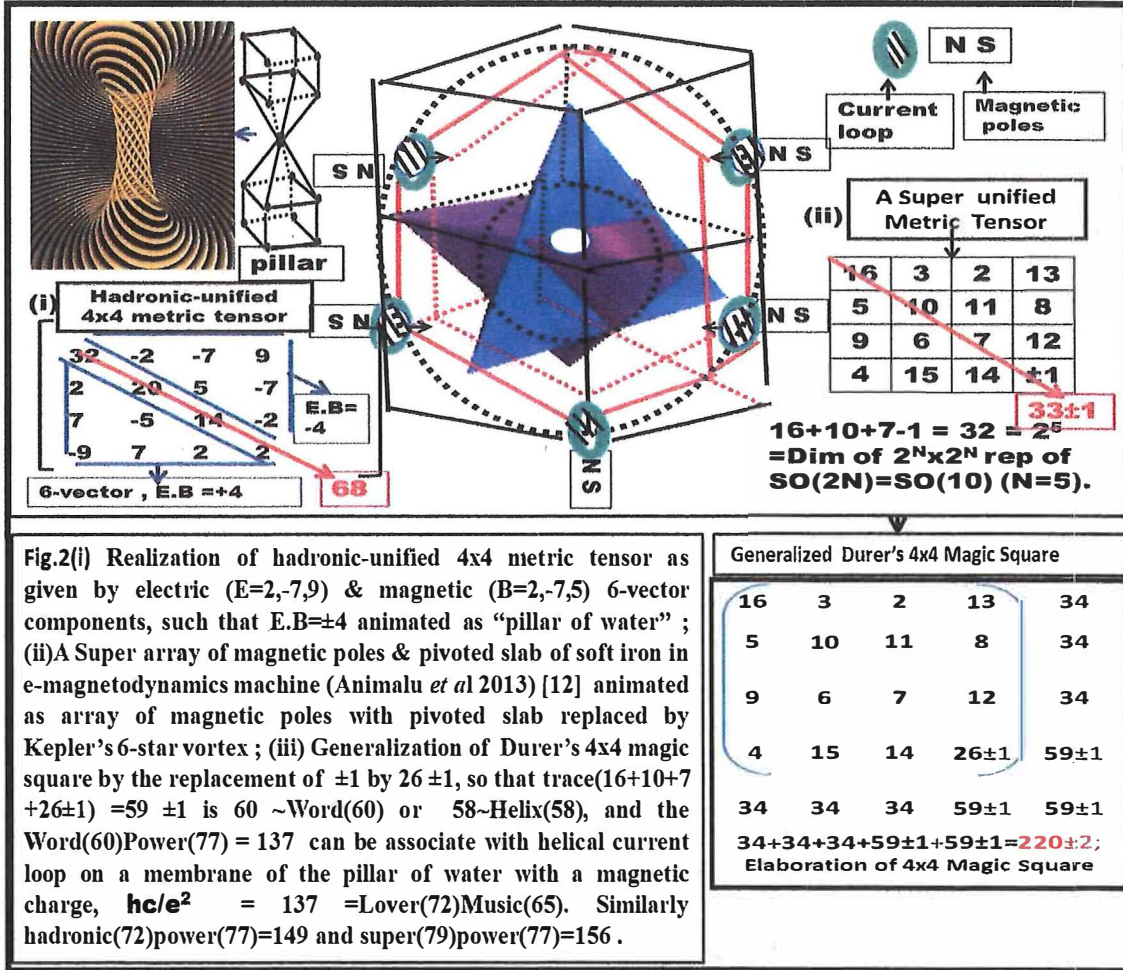 N S
Current
loop
Magnetic
poles
S N
N S
pillar
(i)
Hadronic-unified
4x4 metric tensor
32 -2 -7 9
2 20 5 -7
7 -5 14 -2
-9 7 2 2
E.B=
-4
6-vector , E.B =+4
68
S N
N S
N S
(ii)
A Super unified
Metric Tensor
16 3 2 13
5 10 11 8
9 6 7 12
4 15 14 ±1
33±1
16+10+7-1 = 32 = 2⁵
=Dim of 2ᴺx2ᴺ rep of
SO(2N)=SO(10) (N=5).
Fig.2(i) Realization of hadronic-unified 4x4 metric tensor as
given by electric (E=2,-7,9) & magnetic (B=2,-7,5) 6-vector
components, such that E.B=±4 animated as “pillar of water” ;
(ii)A Super array of magnetic poles & pivoted slab of soft iron in
e-magnetodynamics machine (Animalu et al 2013) [12] animated
as array of magnetic poles with pivoted slab replaced by
Kepler’s 6-star vortex ; (iii) Generalization of Durer’s 4x4 magic
square by the replacement of ±1 by 26 ±1, so that trace(16+10+7
+26±1) =59 ±1 is 60 ~Word(60) or 58~Helix(58), and the
Word(60)Power(77) = 137 can be associate with helical current
loop on a membrane of the pillar of water with a magnetic
charge, hc/e² = 137 =Lover(72)Music(65). Similarly
hadronic(72)power(77)=149 and super(79)power(77)=156 .
Generalized Durer’s 4x4 Magic Square
16 3 2 13 34
5 10 11 8 34
9 6 7 12 34
4 15 14 26±1 59±1
34 34 34 59±1 59±1
34+34+34+59±1+59±1=220±2;
Elaboration of 4x4 Magic Square